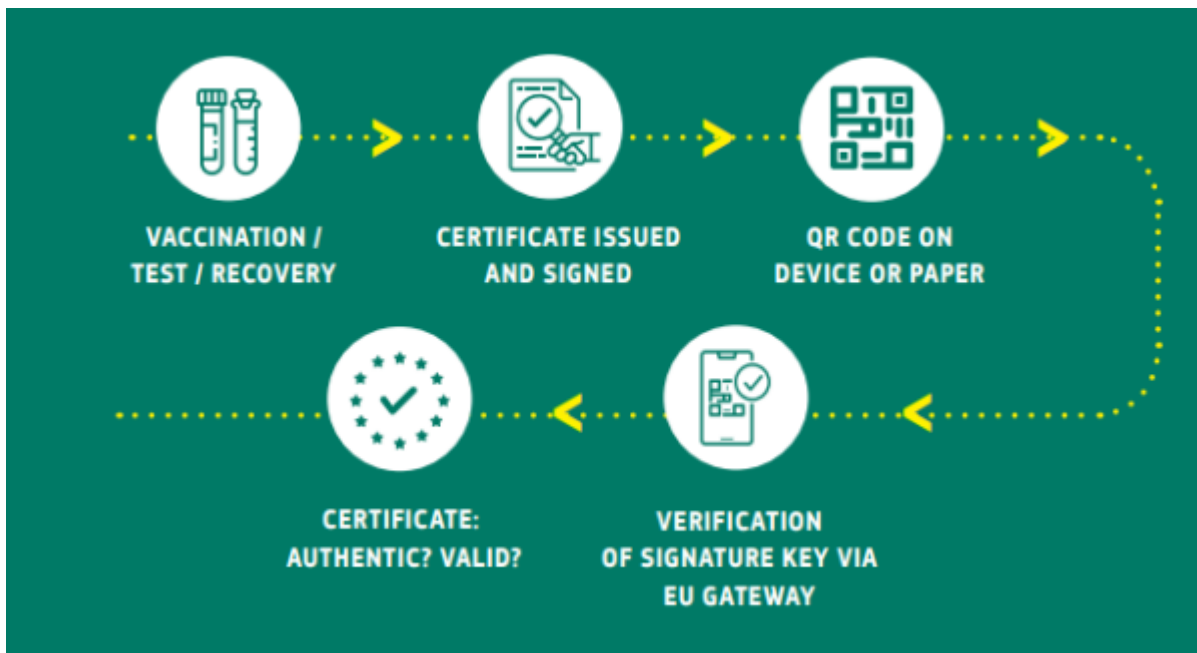 VACCINATION /
TEST / RECOVERY
CERTIFICATE ISSUED
AND SIGNED
QR CODE ON
DEVICE OR PAPER
VERIFICATION
OF SIGNATURE KEY VIA
EU GATEWAY
CERTIFICATE:
AUTHENTIC? VALID?